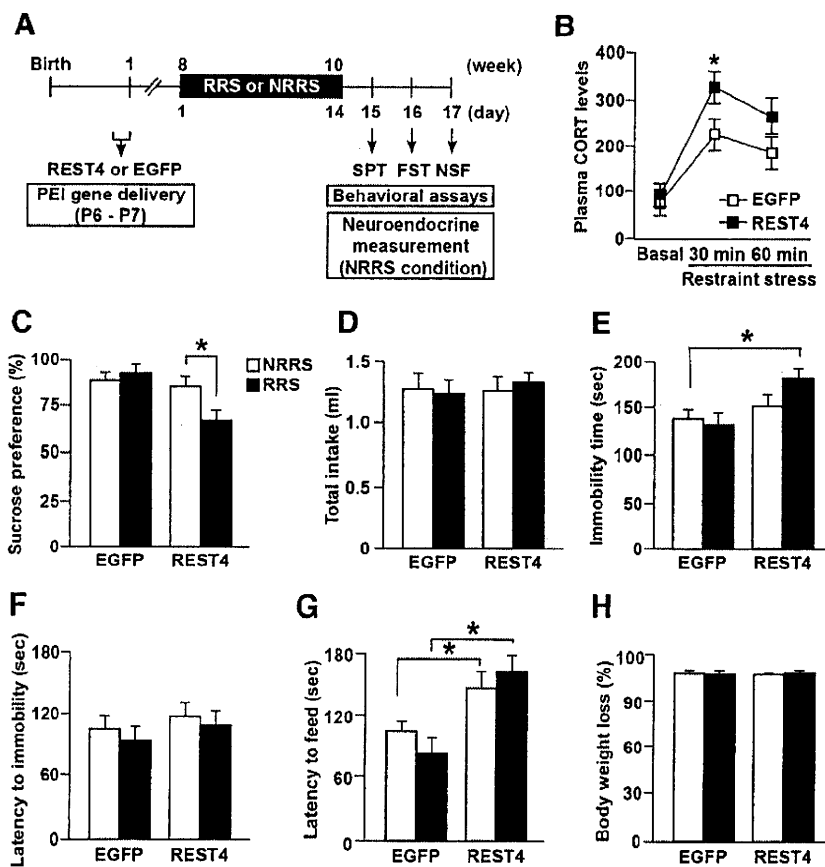 A
Birth 1 8 10 (week)
RRS or NRRS
1 14 15 16 17 (day)
REST4 or EGFP
PEI gene delivery
(P6 - P7)
SPT FST NSF
Behavioral assays
Neuroendocrine
measurement
(NRRS condition)
B
Plasma CORT levels
400
300
200
100
0
EGFP
REST4
Basal 30 min 60 min
Restraint stress
C
Sucrose preference (%)
100
75
50
25
0
*
NRRS
RRS
EGFP REST4
D
Total intake (ml)
1.5
1.0
0.5
0
EGFP REST4
E
Immobility time (sec)
200
150
100
50
0
*
EGFP REST4
F
Latency to immobility (sec)
180
120
60
0
EGFP REST4
G
Latency to feed (sec)
180
120
60
0
*
*
EGFP REST4
H
Body weight loss (%)
100
90
60
30
0
EGFP REST4